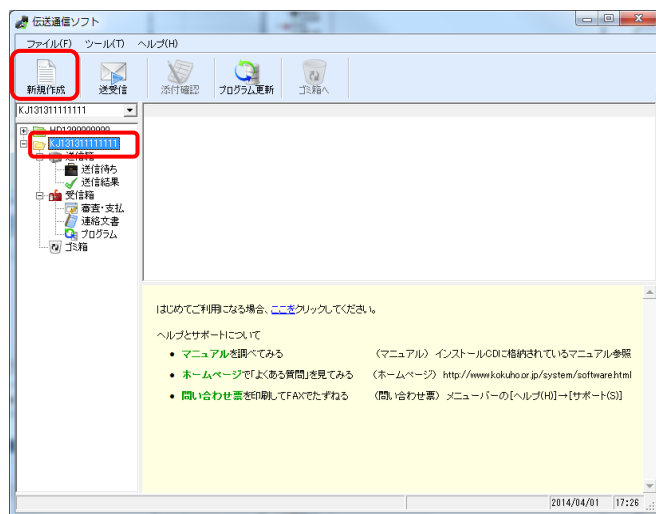 伝送通信ソフト
ファイル(F) ツール(T) ヘルプ(H)
新規作成 送受信 添付確認 プログラム更新 ゴミ箱へ
KJ131311111111
HD1399999999
KJ131311111111
送信箱
送信待ち
送信結果
受信箱
審査・支払
連絡文書
プログラム
ゴミ箱
はじめてご利用になる場合、ここをクリックしてください。
ヘルプとサポートについて
• マニュアルを調べてみる (マニュアル) インストールCDに格納されているマニュアル参照
• ホームページで「よくある質問」を見てみる (ホームページ) http://www.kokuho.or.jp/system/software.html
• 問い合わせ票を印刷してFAXでたずねる (問い合わせ票) メニューバーの[ヘルプ(H)]→[サポート(S)]
2014/04/01 17:26